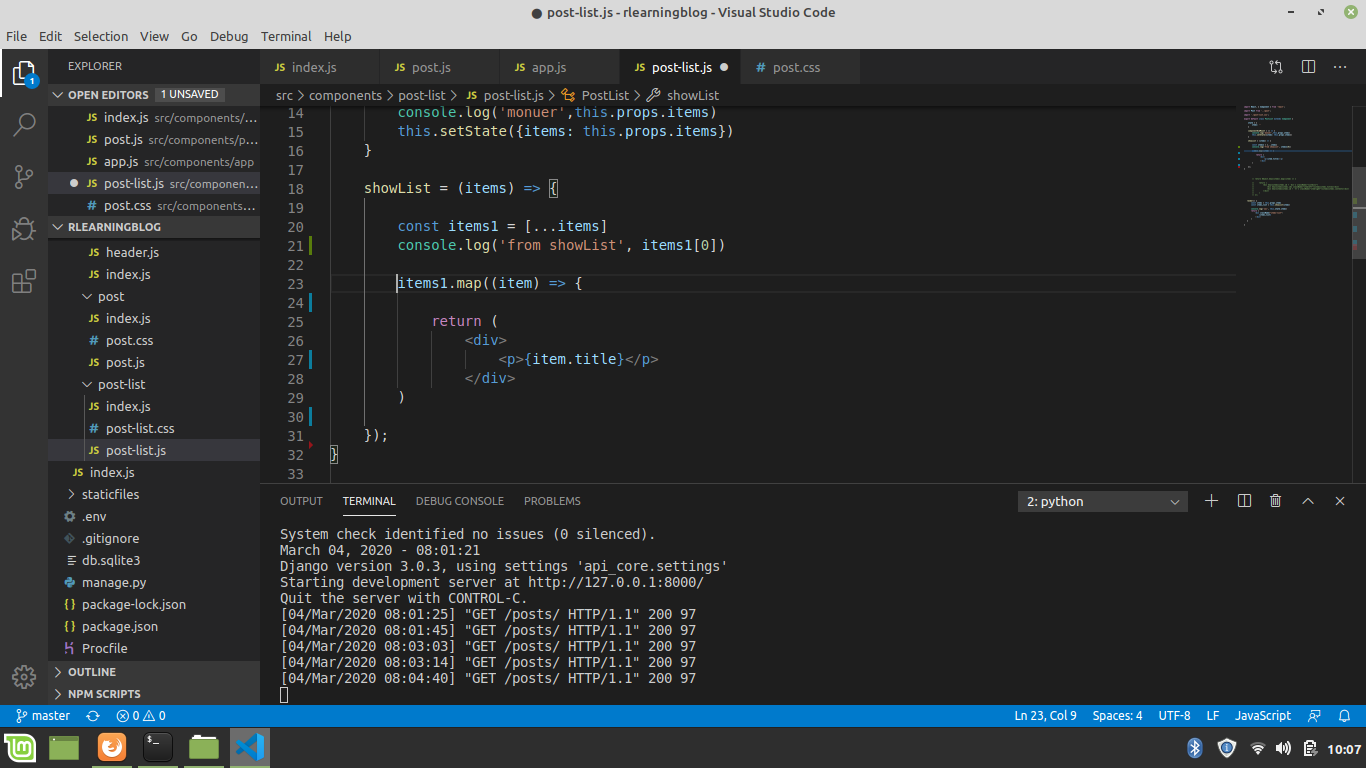 ● post-list.js - rlearningblog - Visual Studio Code
File Edit Selection View Go Debug Terminal Help
1
EXPLORER
OPEN EDITORS 1 UNSAVED
JS index.js src/components/...
JS post.js src/components/p...
JS app.js src/components/app
● JS post-list.js src/componen...
# post.css src/components...
RLEARNINGBLOG
JS header.js
JS index.js
post
JS index.js
# post.css
JS post.js
post-list
JS index.js
# post-list.css
JS post-list.js
JS index.js
staticfiles
.env
.gitignore
db.sqlite3
manage.py
{} package-lock.json
{} package.json
Procfile
OUTLINE
NPM SCRIPTS
JS index.js JS post.js JS app.js JS post-list.js ● # post.css
src > components > post-list > JS post-list.js > PostList > showList
14 console.log('monuer',this.props.items)
15 this.setState({items: this.props.items})
16 }
17
18 showList = (items) => {
19
20 const items1 = [...items]
21 console.log('from showList', items1[0])
22
23 items1.map((item) => {
24
25 return (
26 <div>
27 <p>{item.title}</p>
28 </div>
29 )
30
31 });
32 }
33
OUTPUT TERMINAL DEBUG CONSOLE PROBLEMS 2: python
System check identified no issues (0 silenced).
March 04, 2020 - 08:01:21
Django version 3.0.3, using settings 'api_core.settings'
Starting development server at http://127.0.0.1:8000/
Quit the server with CONTROL-C.
[04/Mar/2020 08:01:25] "GET /posts/ HTTP/1.1" 200 97
[04/Mar/2020 08:01:45] "GET /posts/ HTTP/1.1" 200 97
[04/Mar/2020 08:03:03] "GET /posts/ HTTP/1.1" 200 97
[04/Mar/2020 08:03:14] "GET /posts/ HTTP/1.1" 200 97
[04/Mar/2020 08:04:40] "GET /posts/ HTTP/1.1" 200 97
master 0 0 Ln 23, Col 9 Spaces: 4 UTF-8 LF JavaScript
10:07